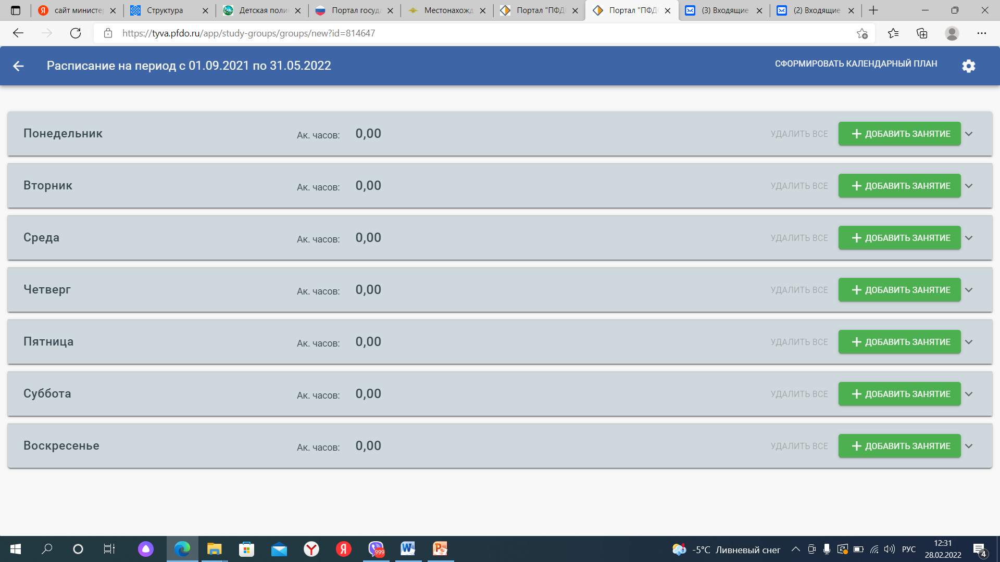 сайт министер
Структура
Детская поли
Портал госуда
Местонахожд
Портал "ПФДО
Портал "ПФДО
(3) Входящие
(2) Входящие
https://tyva.pfdo.ru/app/study-groups/groups/new?id=814647
Расписание на период с 01.09.2021 по 31.05.2022
СФОРМИРОВАТЬ КАЛЕНДАРНЫЙ ПЛАН
Понедельник Ак. часов: 0,00 УДАЛИТЬ ВСЕ ДОБАВИТЬ ЗАНЯТИЕ
Вторник Ак. часов: 0,00 УДАЛИТЬ ВСЕ ДОБАВИТЬ ЗАНЯТИЕ
Среда Ак. часов: 0,00 УДАЛИТЬ ВСЕ ДОБАВИТЬ ЗАНЯТИЕ
Четверг Ак. часов: 0,00 УДАЛИТЬ ВСЕ ДОБАВИТЬ ЗАНЯТИЕ
Пятница Ак. часов: 0,00 УДАЛИТЬ ВСЕ ДОБАВИТЬ ЗАНЯТИЕ
Суббота Ак. часов: 0,00 УДАЛИТЬ ВСЕ ДОБАВИТЬ ЗАНЯТИЕ
Воскресенье Ак. часов: 0,00 УДАЛИТЬ ВСЕ ДОБАВИТЬ ЗАНЯТИЕ
999
-5°C Ливневый снег
РУС
12:31
28.02.2022
4